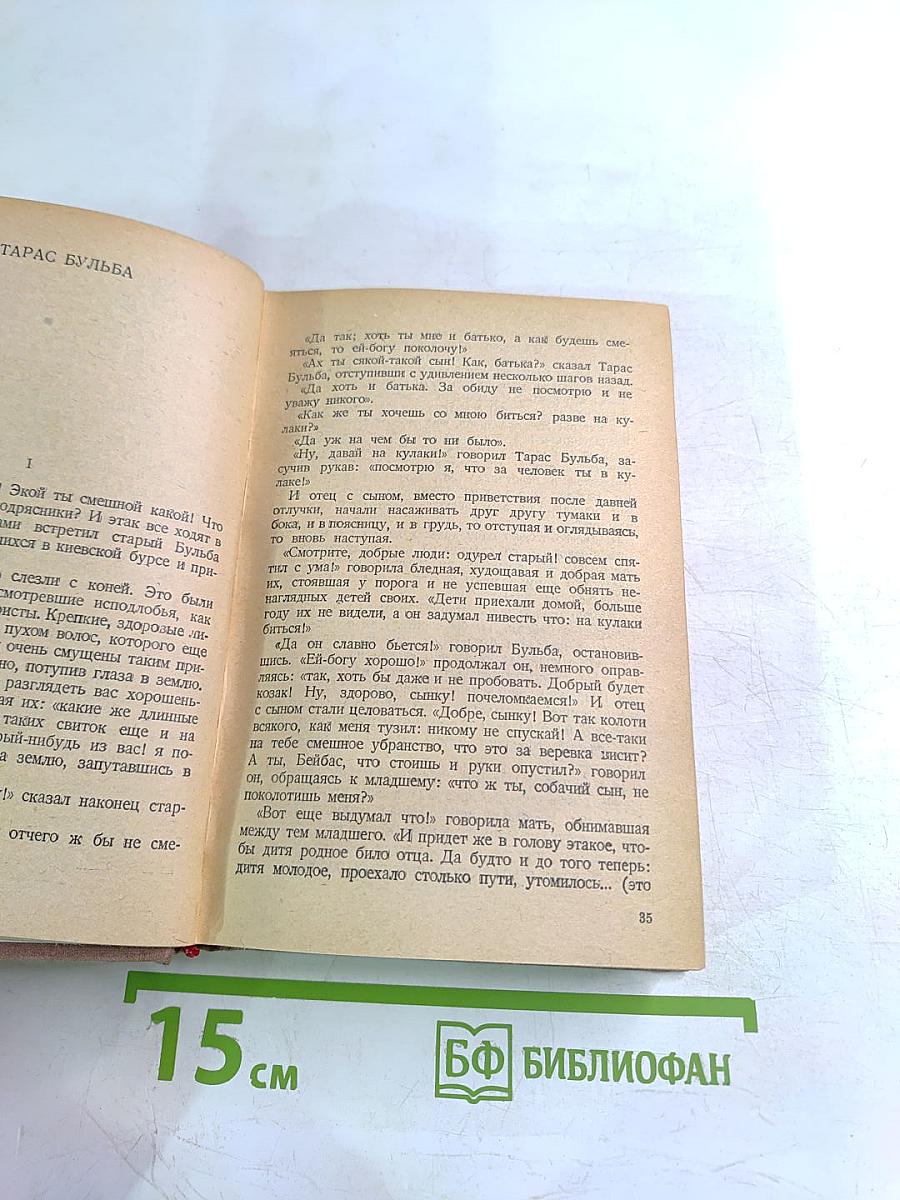 ТАРАС БУЛЬБА
I
! Экой ты смешной какой! Что
одрясники? И этак все ходят в
ами встретил старый Бульба
шихся в киевской бурсе и при-
слезли с коней. Это были
смотревшие исподлобья, как
ристы. Крепкие, здоровые ли-
пухом волос, которого еще
очень смущены таким при-
но, потупив глаза в землю.
разглядеть вас хорошень-
ая их: «какие же длинные
таких свиток еще и на
рый-нибудь из вас! я по-
а землю, запутавшись в
!» сказал наконец стар-
отчего ж бы не сме-
«Да так; хоть ты мне и батько, а как будешь сме-
яться, то ей-богу поколочу!»
«Ах ты сякой-такой сын! Как, батька?» сказал Тарас
Бульба, отступивши с удивлением несколько шагов назад.
«Да хоть и батька. За обиду не посмотрю и не
уважу никого».
«Как же ты хочешь со мною биться? разве на ку-
лаки?»
«Да уж на чем бы то ни было».
«Ну, давай на кулаки!» говорил Тарас Бульба, за-
сучив рукав: «посмотрю я, что за человек ты в ку-
лаке!»
И отец с сыном, вместо приветствия после давней
отлучки, начали насаживать друг другу тумаки и в
бока, и в поясницу, и в грудь, то отступая и оглядываясь,
то вновь наступая.
«Смотрите, добрые люди: одурел старый! совсем спя-
тил с ума!» говорила бледная, худощавая и добрая мать
их, стоявшая у порога и не успевшая еще обнять не-
наглядных детей своих. «Дети приехали домой, больше
году их не видели, а он задумал нивесть что: на кулаки
биться!»
«Да он славно бьется!» говорил Бульба, остановив-
шись. «Ей-богу хорошо!» продолжал он, немного оправ-
ляясь: «так, хоть бы даже и не пробовать. Добрый будет
козак! Ну, здорово, сынку! почеломкаемся!» И отец
с сыном стали целоваться. «Добре, сынку! Вот так колоти
всякого, как меня тузил: никому не спускай! А все-таки
на тебе смешное убранство, что это за веревка висит?
А ты, Бейбас, что стоишь и руки опустил?» говорил
он, обращаясь к младшему: «что ж ты, собачий сын, не
поколотишь меня?»
«Вот еще выдумал что!» говорила мать, обнимавшая
между тем младшего. «И придет же в голову этакое, что-
бы дитя родное било отца. Да будто и до того теперь:
дитя молодое, проехало столько пути, утомилось... (это
35
15 см
БФ БИБЛИОФАН